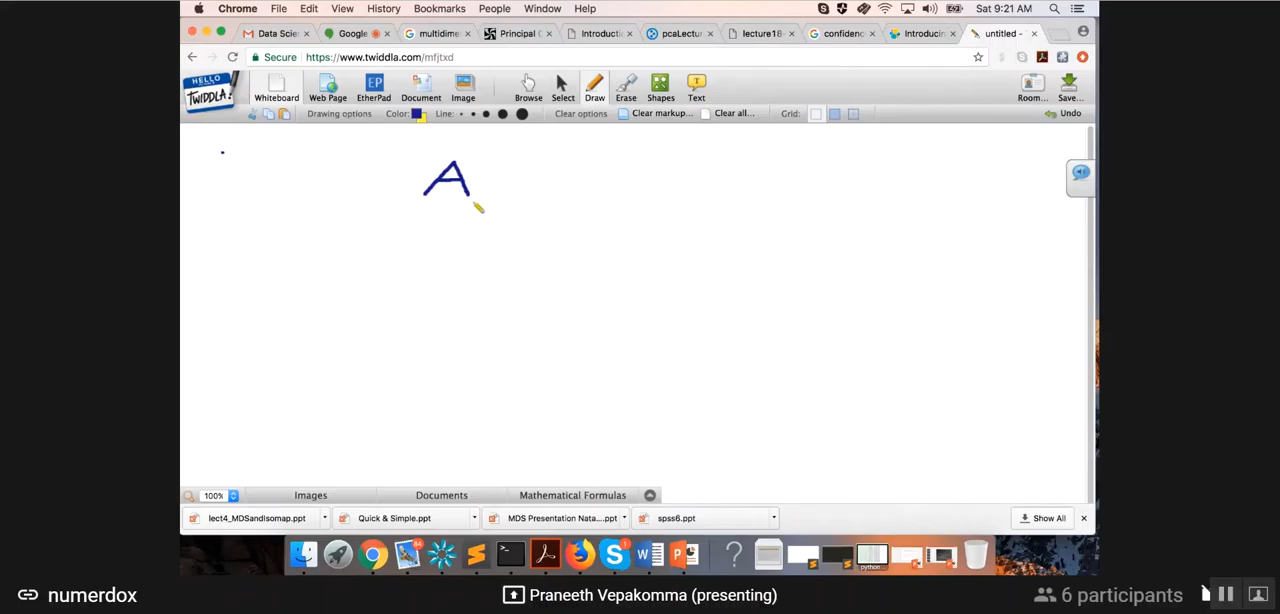 Chrome File Edit View History Bookmarks People Window Help Sat 9:21 AM
Data Scien Google multidime Principal C Introducti pcaLectur lecture18- confidenc Introducin untitled -
Secure https://www.twiddla.com/mfjtxd
HELLO TWIDDLA!
EP
T
Whiteboard Web Page EtherPad Document Image Browse Select Draw Erase Shapes Text Room... Save...
Drawing options Color: Line: Clear options Clear markup... Clear all... Grid: Undo
A
100% Images Documents Mathematical Formulas
lect4_MDSandIsomap.ppt Quick & Simple.ppt MDS Presentation Nata....ppt spss6.ppt Show All
python
numerdox Praneeth Vepakomma (presenting) 6 participants